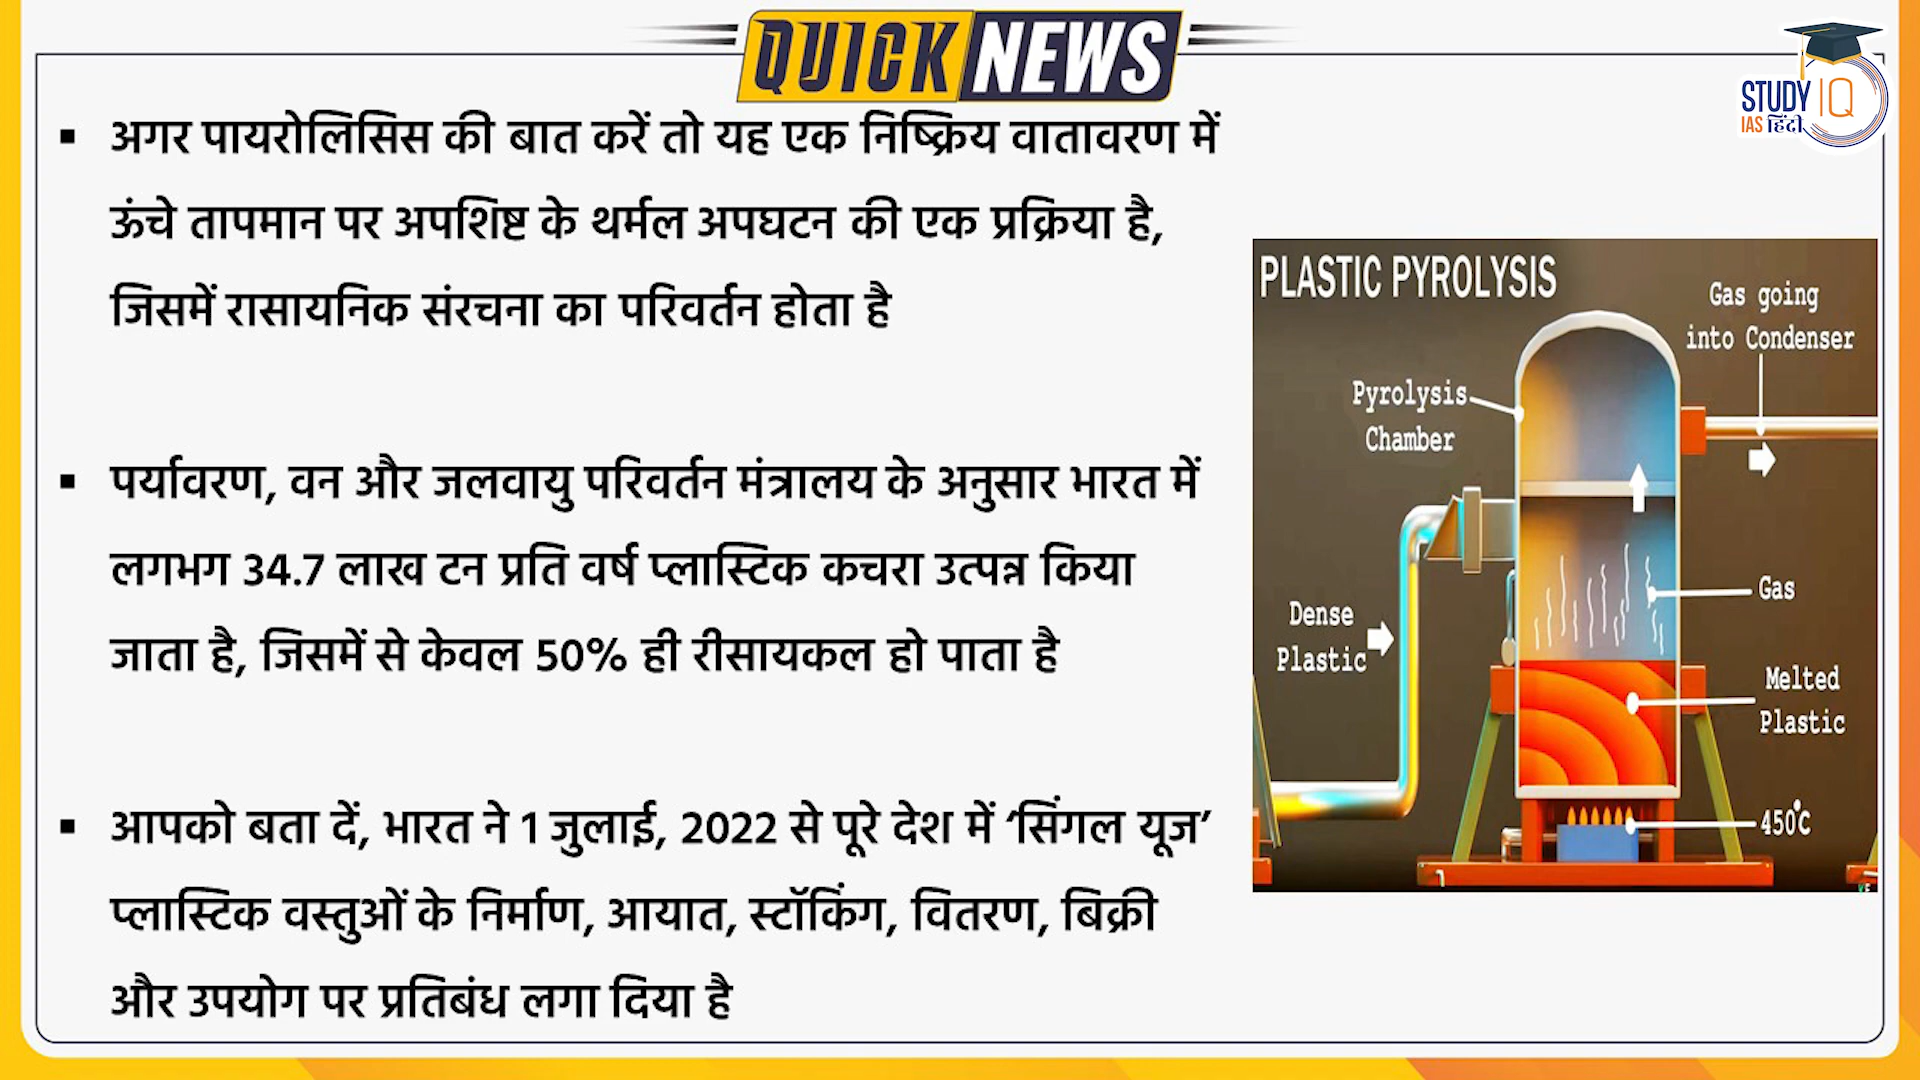 QUICK NEWS
STUDY IQ
IAS हिंदी
▪ अगर पायरोलिसिस की बात करें तो यह एक निष्क्रिय वातावरण में
ऊंचे तापमान पर अपशिष्ट के थर्मल अपघटन की एक प्रक्रिया है,
जिसमें रासायनिक संरचना का परिवर्तन होता है
▪ पर्यावरण, वन और जलवायु परिवर्तन मंत्रालय के अनुसार भारत में
लगभग 34.7 लाख टन प्रति वर्ष प्लास्टिक कचरा उत्पन्न किया
जाता है, जिसमें से केवल 50% ही रीसायकल हो पाता है
▪ आपको बता दें, भारत ने 1 जुलाई, 2022 से पूरे देश में ‘सिंगल यूज’
प्लास्टिक वस्तुओं के निर्माण, आयात, स्टॉकिंग, वितरण, बिक्री
और उपयोग पर प्रतिबंध लगा दिया है
PLASTIC PYROLYSIS
Gas going
into Condenser
Pyrolysis
Chamber
Gas
Dense
Plastic
Melted
Plastic
450°C